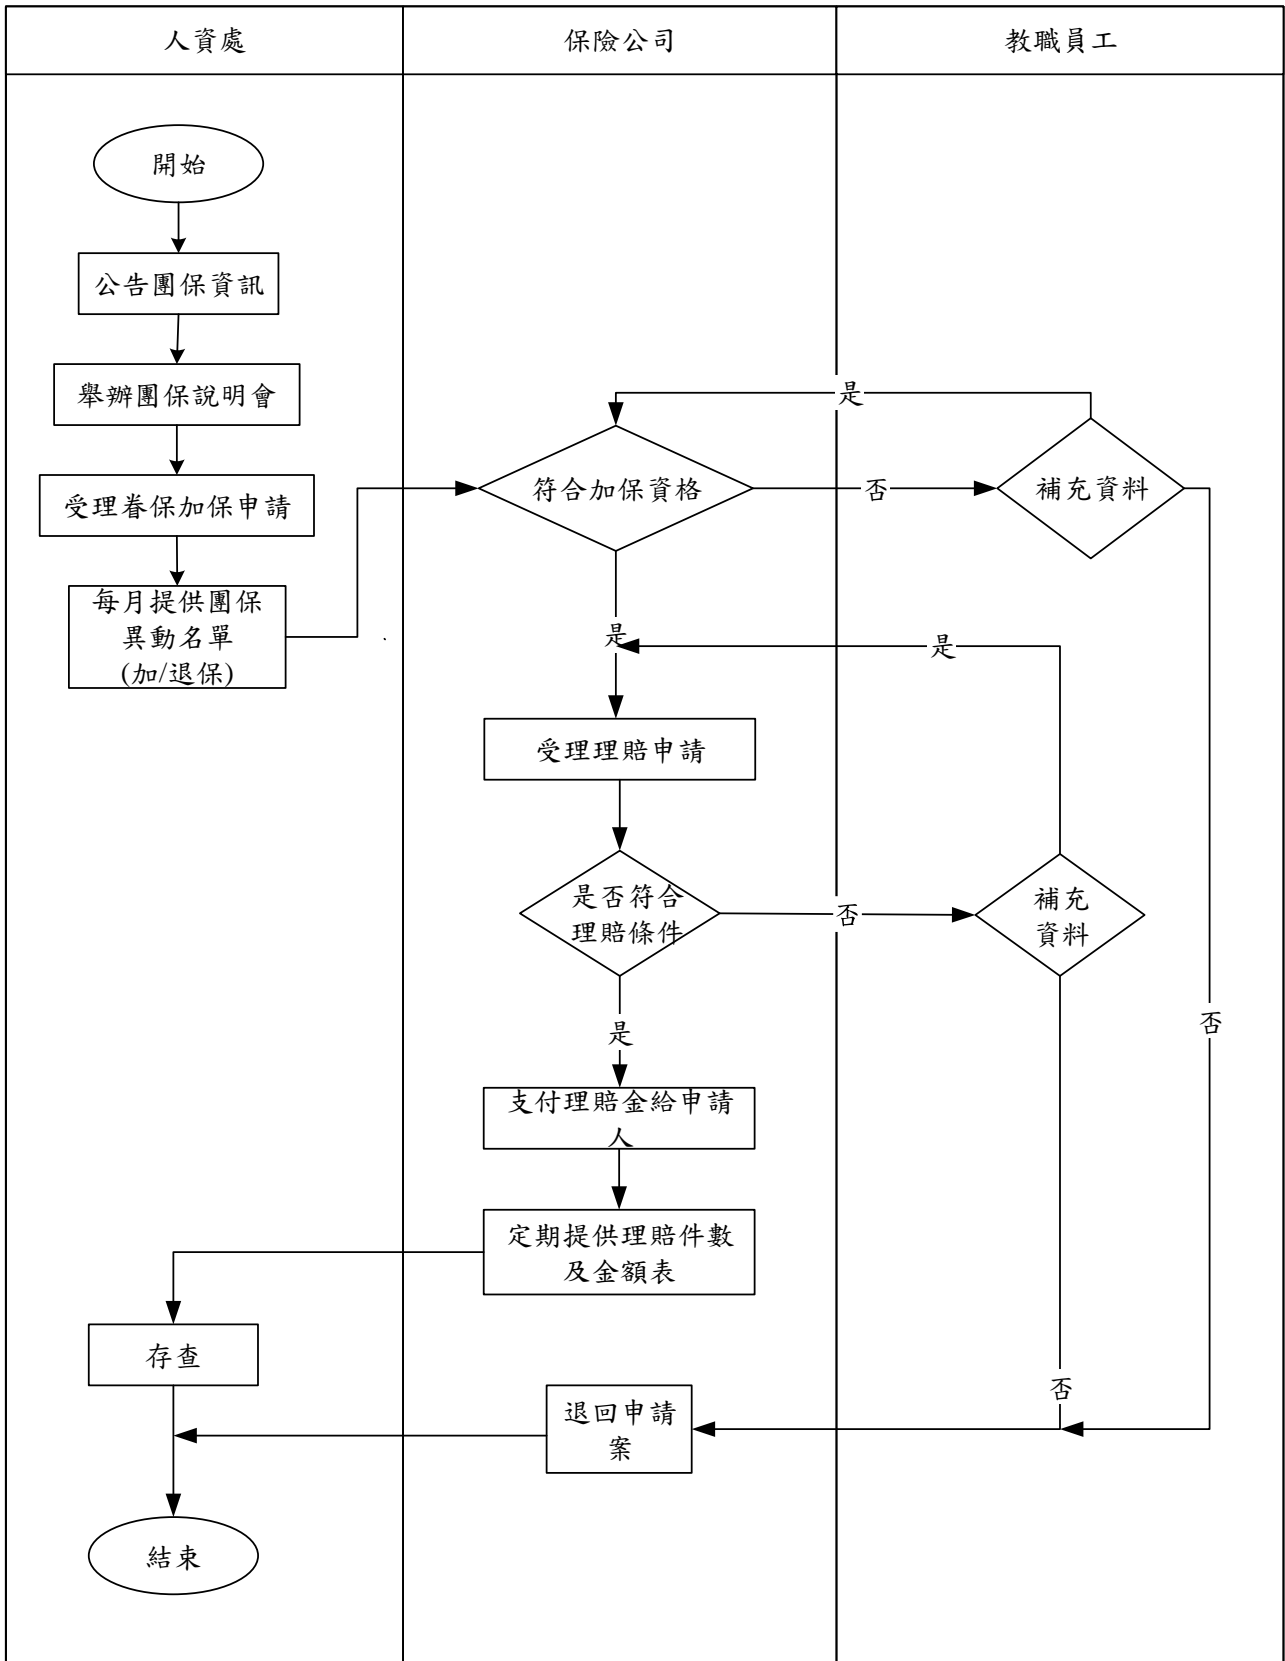 人資處
保險公司
教職員工
開始
公告團保資訊
舉辦團保說明會
受理眷保加保申請
每月提供團保
異動名單
(加/退保)
是
符合加保資格
否
補充資料
是
是
受理理賠申請
是否符合
理賠條件
否
補充
資料
否
是
支付理賠金給申請
人
定期提供理賠件數
及金額表
存查
否
退回申請
案
結束